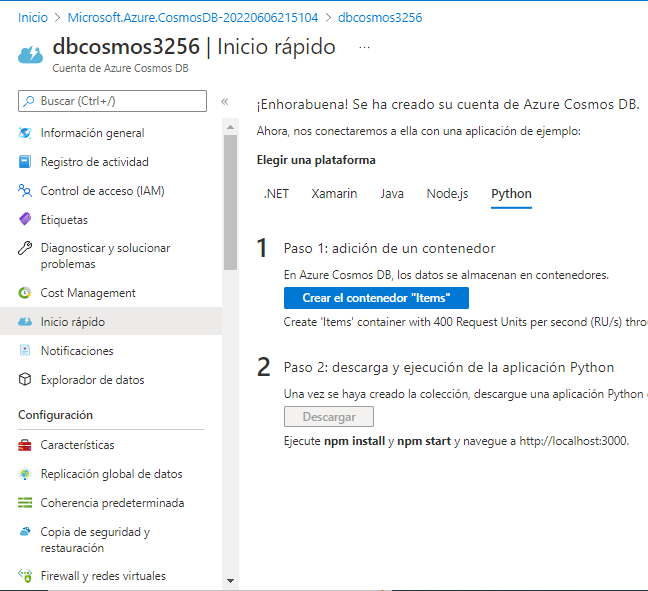 Inicio > Microsoft.Azure.CosmosDB-20220606215104 > dbcosmos3256
dbcosmos3256 | Inicio rápido ...
Cuenta de Azure Cosmos DB
Buscar (Ctrl+/)
«
Información general
Registro de actividad
Control de acceso (IAM)
Etiquetas
Diagnosticar y solucionar
problemas
Cost Management
Inicio rápido
Notificaciones
Explorador de datos
Configuración
Características
Replicación global de datos
Coherencia predeterminada
Copia de seguridad y
restauración
Firewall y redes virtuales
¡Enhorabuena! Se ha creado su cuenta de Azure Cosmos DB.
Ahora, nos conectaremos a ella con una aplicación de ejemplo:
Elegir una plataforma
.NET Xamarin Java Node.js Python
1 Paso 1: adición de un contenedor
En Azure Cosmos DB, los datos se almacenan en contenedores.
Crear el contenedor "Items"
Create 'Items' container with 400 Request Units per second (RU/s) thro
2 Paso 2: descarga y ejecución de la aplicación Python
Una vez se haya creado la colección, descargue una aplicación Python
Descargar
Ejecute npm install y npm start y navegue a http://localhost:3000.